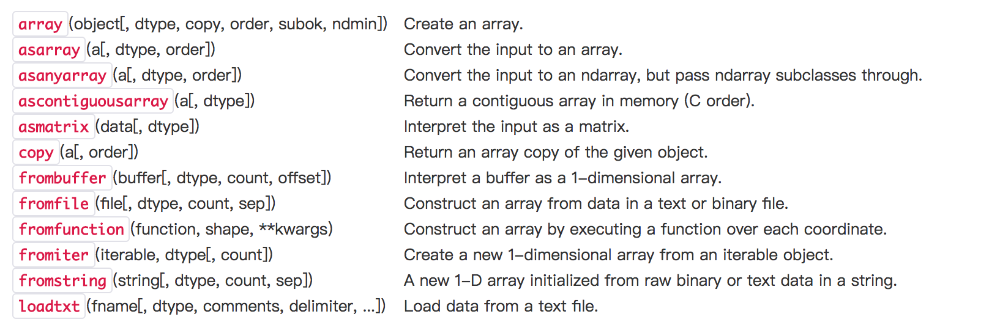 array(object[, dtype, copy, order, subok, ndmin]) Create an array.
asarray(a[, dtype, order]) Convert the input to an array.
asanyarray(a[, dtype, order]) Convert the input to an ndarray, but pass ndarray subclasses through.
ascontiguousarray(a[, dtype]) Return a contiguous array in memory (C order).
asmatrix(data[, dtype]) Interpret the input as a matrix.
copy(a[, order]) Return an array copy of the given object.
frombuffer(buffer[, dtype, count, offset]) Interpret a buffer as a 1–dimensional array.
fromfile(file[, dtype, count, sep]) Construct an array from data in a text or binary file.
fromfunction(function, shape, **kwargs) Construct an array by executing a function over each coordinate.
fromiter(iterable, dtype[, count]) Create a new 1–dimensional array from an iterable object.
fromstring(string[, dtype, count, sep]) A new 1–D array initialized from raw binary or text data in a string.
loadtxt(fname[, dtype, comments, delimiter, ...]) Load data from a text file.